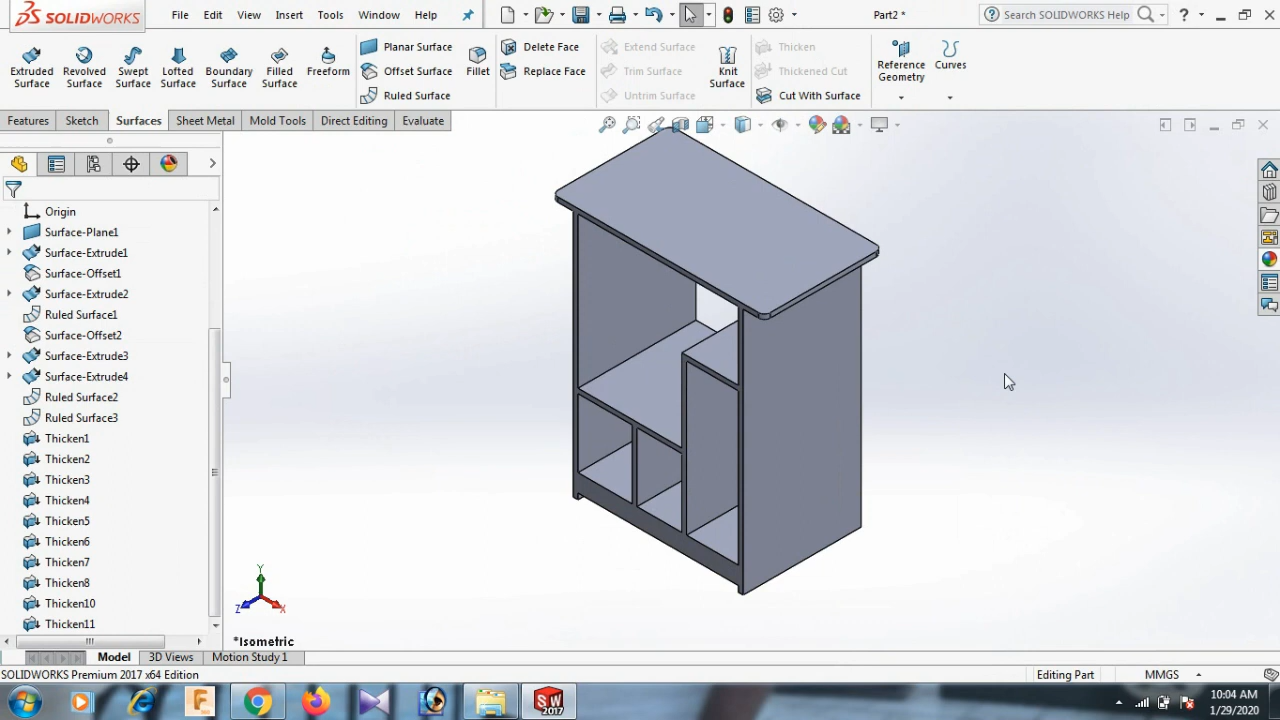 SOLIDWORKS
File Edit View Insert Tools Window Help
Part2 *
Search SOLIDWORKS Help
?
Extruded Surface
Revolved Surface
Swept Surface
Lofted Surface
Boundary Surface
Filled Surface
Freeform
Planar Surface
Offset Surface
Ruled Surface
Fillet
Delete Face
Replace Face
Extend Surface
Trim Surface
Untrim Surface
Knit Surface
Thicken
Thickened Cut
Cut With Surface
Reference Geometry
Curves
Features Sketch Surfaces Sheet Metal Mold Tools Direct Editing Evaluate
Origin
Surface-Plane1
Surface-Extrude1
Surface-Offset1
Surface-Extrude2
Ruled Surface1
Surface-Offset2
Surface-Extrude3
Surface-Extrude4
Ruled Surface2
Ruled Surface3
Thicken1
Thicken2
Thicken3
Thicken4
Thicken5
Thicken6
Thicken7
Thicken8
Thicken10
Thicken11
Y
Z X
*Isometric
Model 3D Views Motion Study 1
SOLIDWORKS Premium 2017 x64 Edition
Editing Part MMGS
SW 2017
10:04 AM
1/29/2020